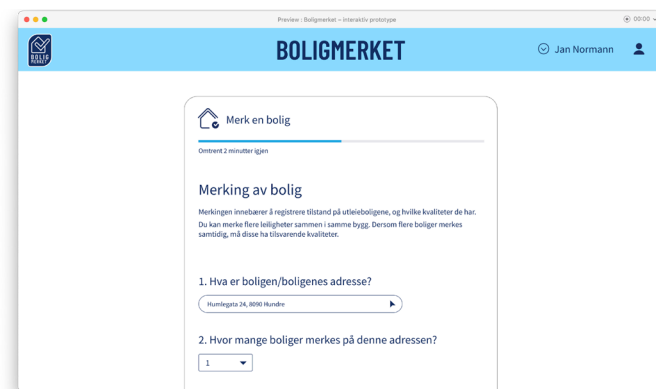 Preview : Boligmerket – interaktiv prototype
00:00
BOLIG
MERKET
BOLIGMERKET
Jan Normann
Merk en bolig
Omtrent 2 minutter igjen
Merking av bolig
Merkingen innebærer å registrere tilstand på utleieboligene, og hvilke kvaliteter de har.
Du kan merke flere leiligheter sammen i samme bygg. Dersom flere boliger merkes
samtidig, må disse ha tilsvarende kvaliteter.
1. Hva er boligen/boligenes adresse?
Humlegata 24, 8090 Hundre
2. Hvor mange boliger merkes på denne adressen?
1